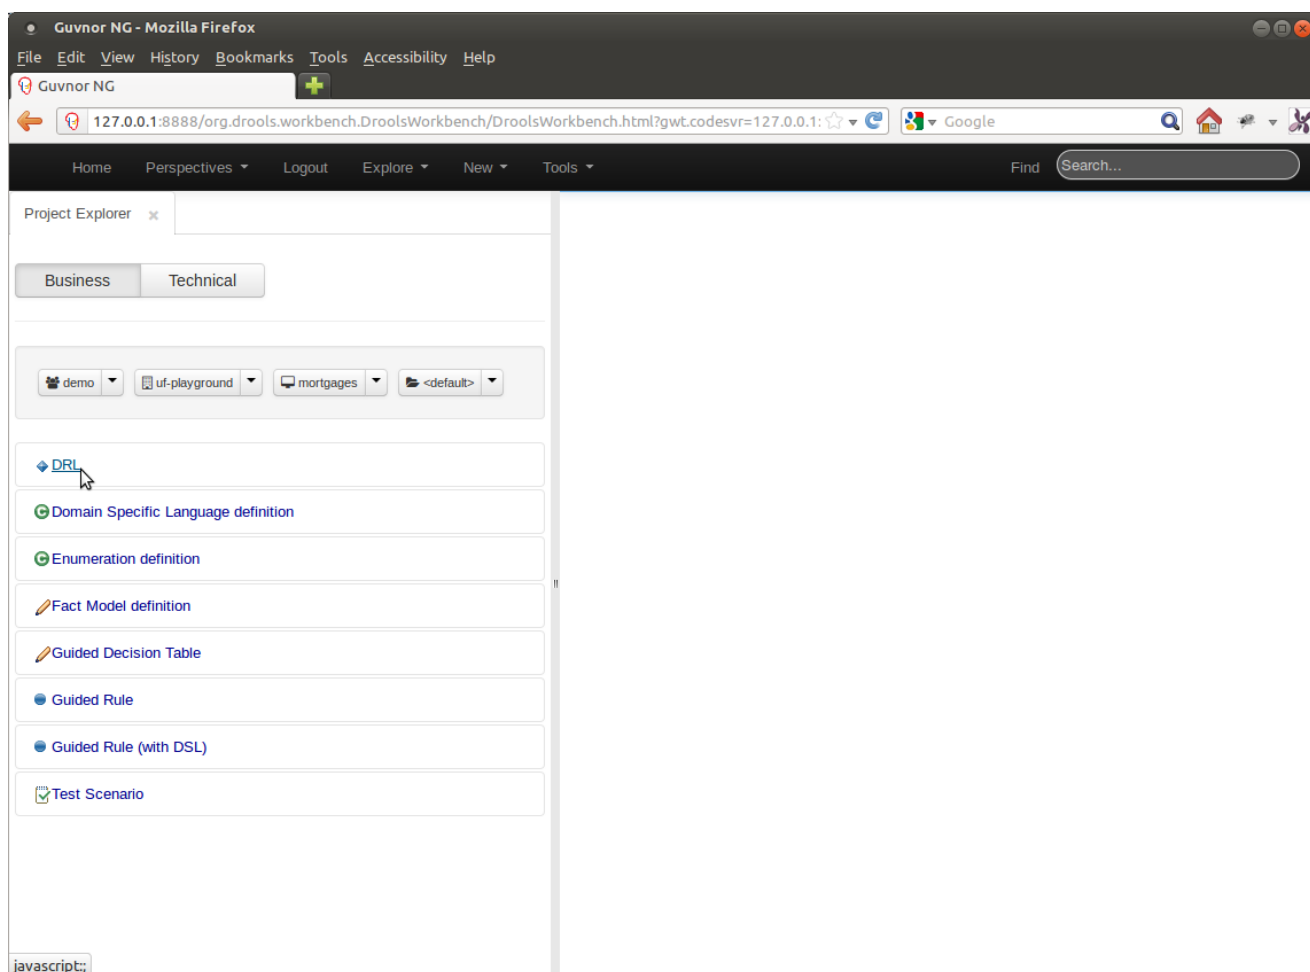 Guvnor NG - Mozilla Firefox
File Edit View History Bookmarks Tools Accessibility Help
Guvnor NG
127.0.0.1:8888/org.drools.workbench.DroolsWorkbench/DroolsWorkbench.html?gwt.codesvr=127.0.0.1: Google
Home Perspectives Logout Explore New Tools Find Search...
Project Explorer
Business Technical
demo uf-playground mortgages <default>
DRL
Domain Specific Language definition
Enumeration definition
Fact Model definition
Guided Decision Table
Guided Rule
Guided Rule (with DSL)
Test Scenario
javascript:;